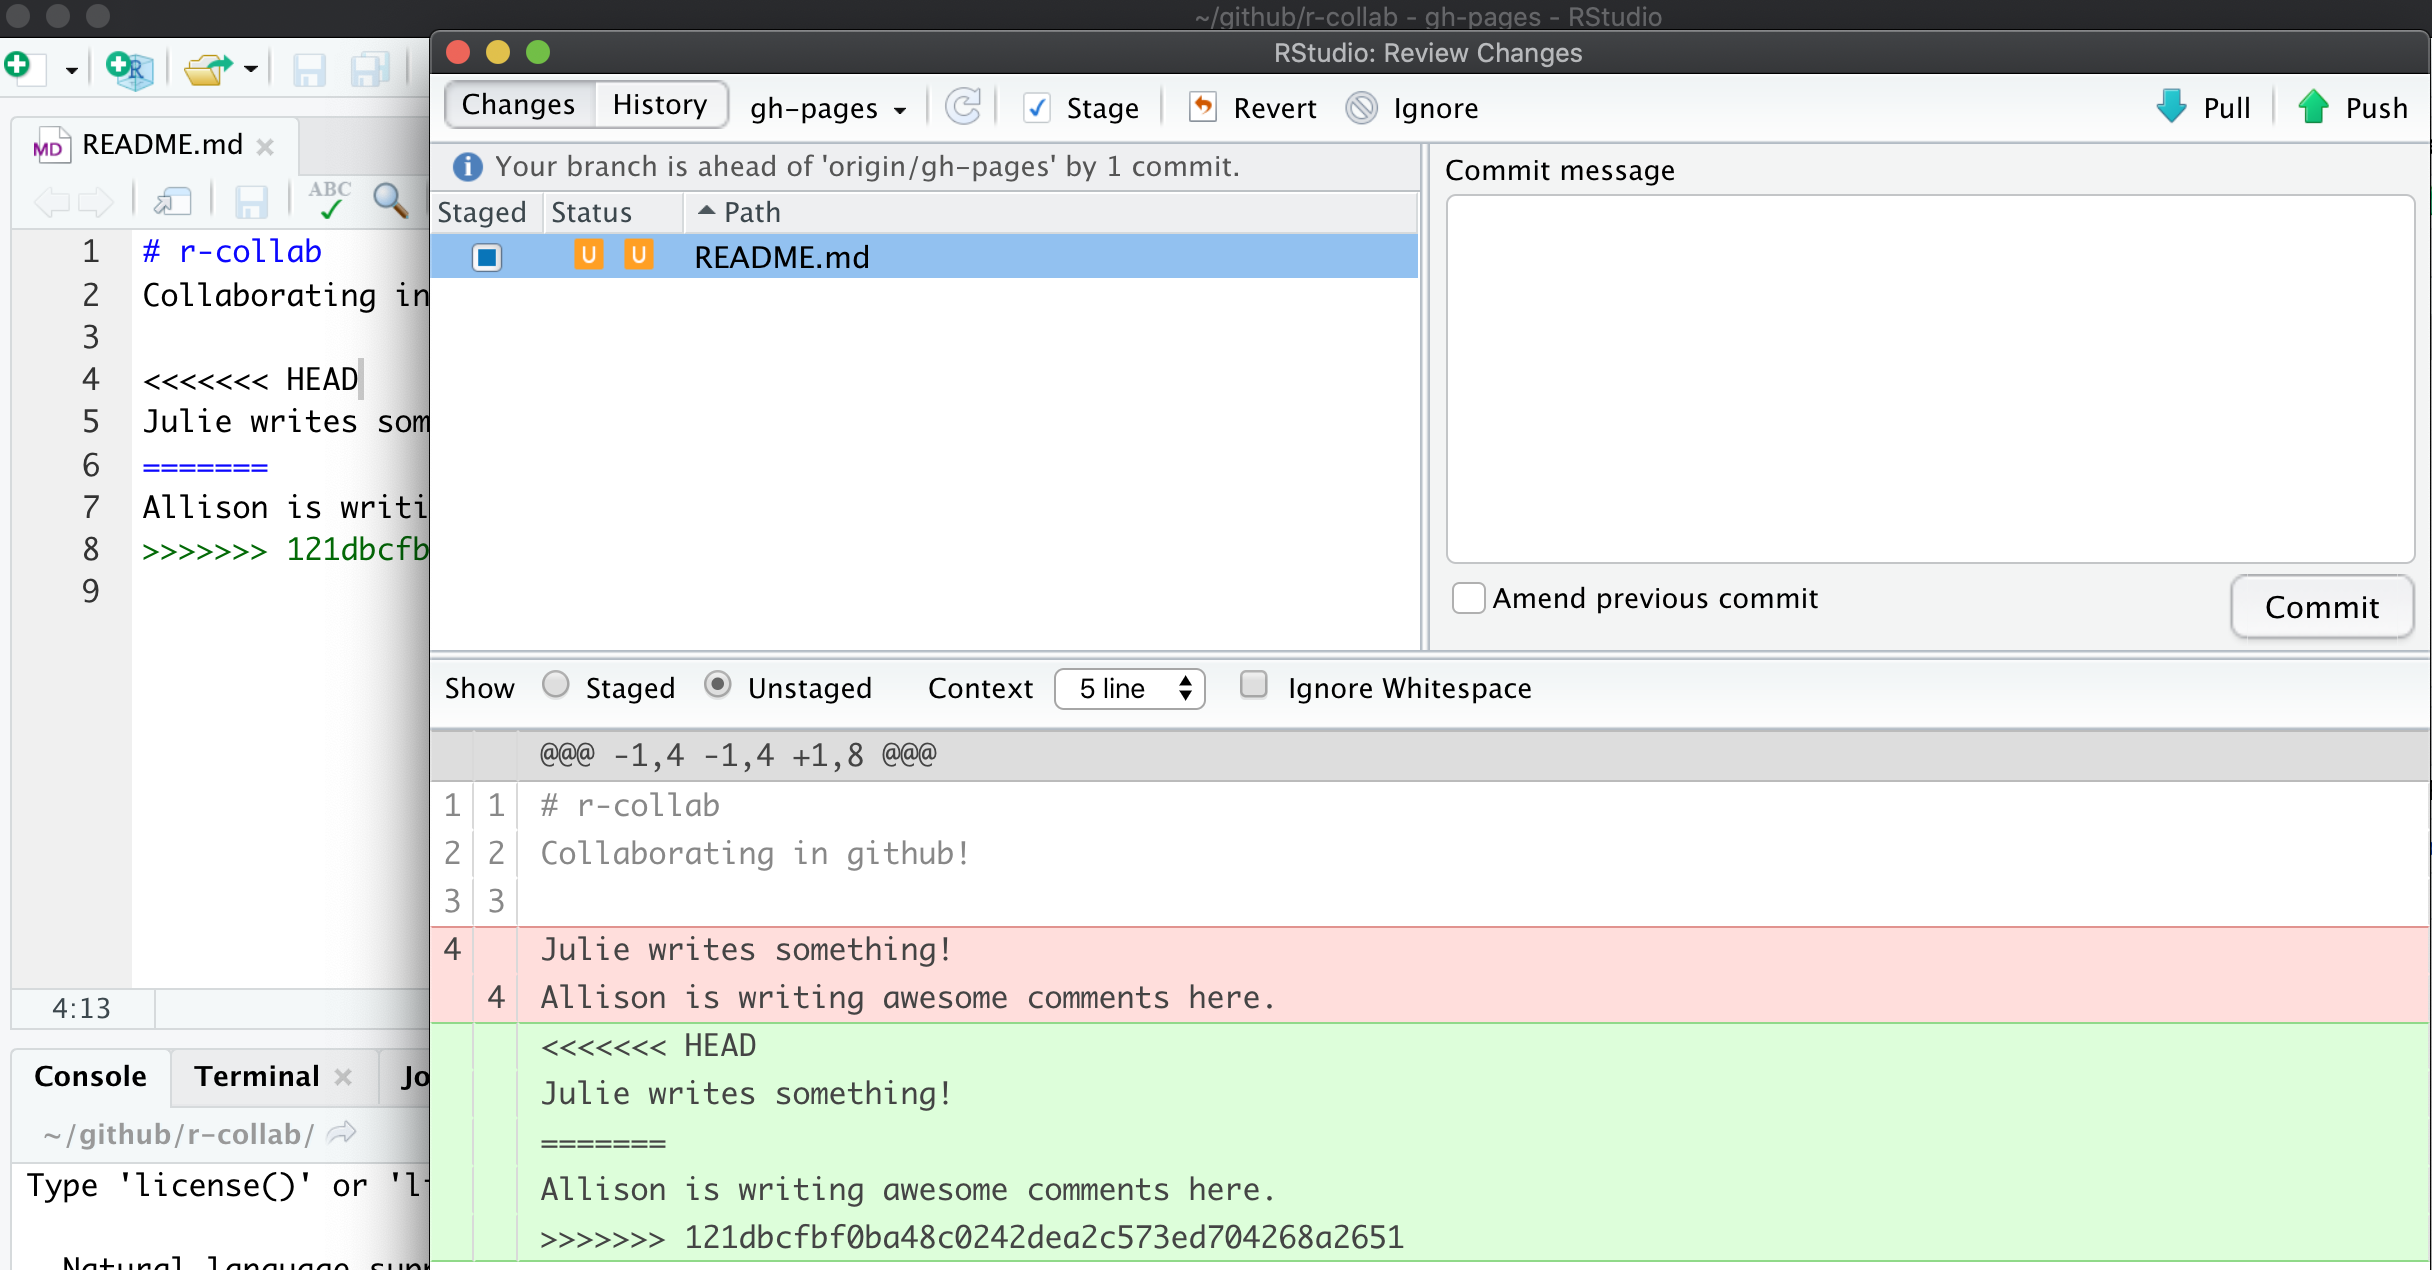 ~/github/r-collab - gh-pages - RStudio
RStudio: Review Changes
Changes History gh-pages Stage Revert Ignore Pull Push
README.md
MD
ABC
Your branch is ahead of 'origin/gh-pages' by 1 commit.
Staged Status Path
U U README.md
Commit message
Amend previous commit
Commit
1 # r-collab
2 Collaborating in
3
4 <<<<<<< HEAD
5 Julie writes som
6 =======
7 Allison is writi
8 >>>>>>> 121dbcfb
9
4:13
Show Staged Unstaged Context 5 line Ignore Whitespace
@@@ -1,4 -1,4 +1,8 @@@
1 1 # r-collab
2 2 Collaborating in github!
3 3
4 Julie writes something!
4 Allison is writing awesome comments here.
<<<<<<< HEAD
Julie writes something!
=======
Allison is writing awesome comments here.
>>>>>>> 121dbcfbf0ba48c0242dea2c573ed704268a2651
Console Terminal Jo
~/github/r-collab/
Type 'license()' or 'li
Natural language supp